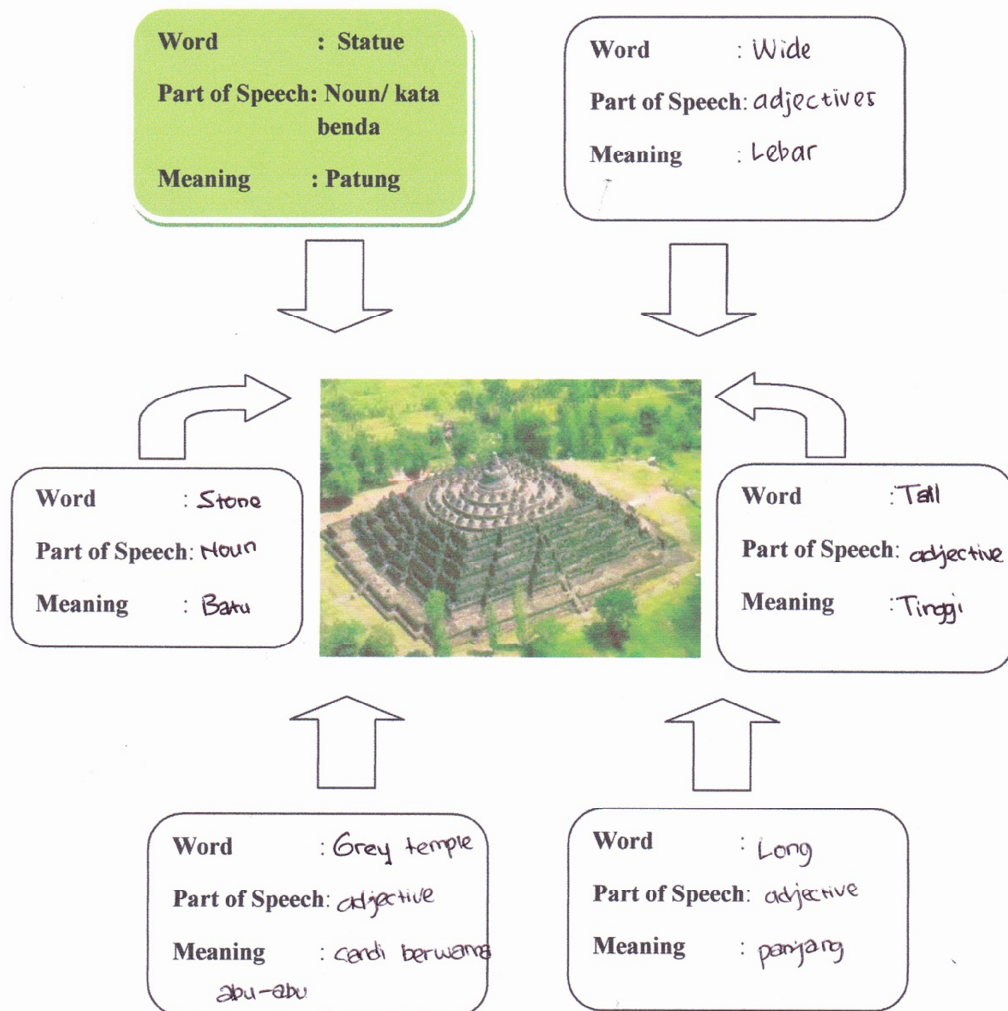 Word : Statue
Part of Speech: Noun/ kata
benda
Meaning : Patung
Word : Wide
Part of Speech: adjectives
Meaning : Lebar
Word : Stone
Part of Speech: Noun
Meaning : Batu
Word : Tall
Part of Speech: adjective
Meaning : Tinggi
Word : Grey temple
Part of Speech: adjective
Meaning : candi berwarna
abu-abu
Word : Long
Part of Speech: adjective
Meaning : panjang